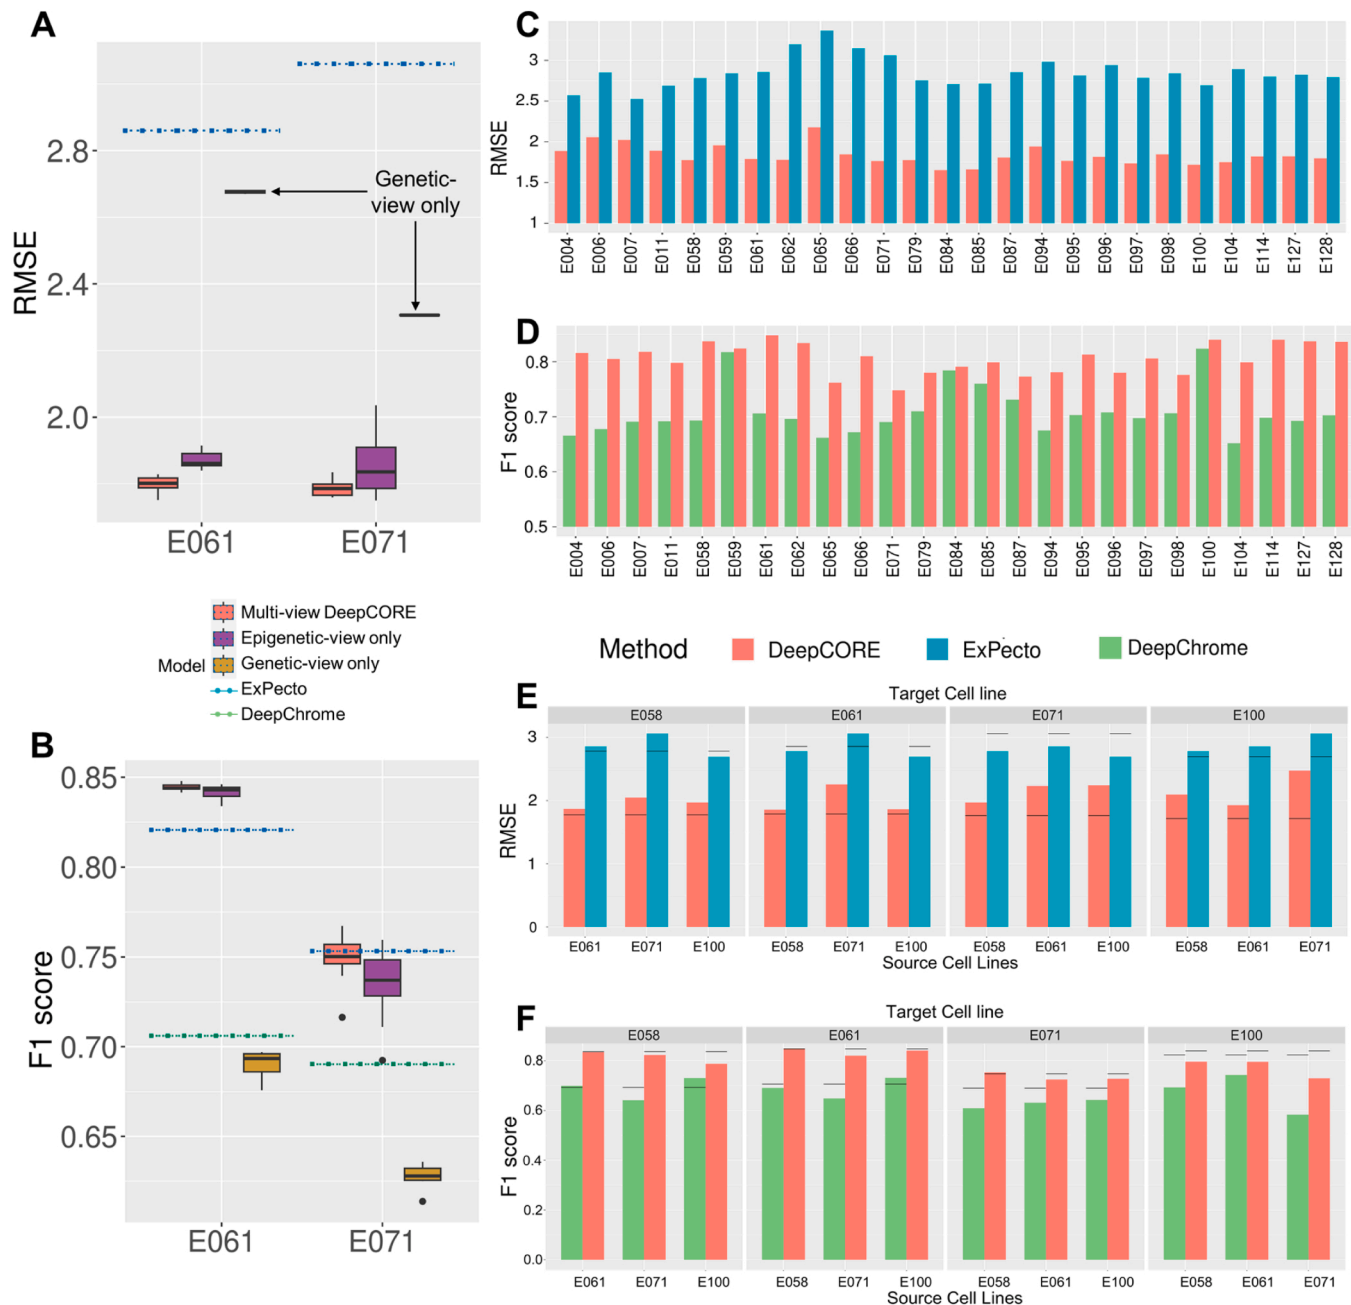 A
RMSE
2.8
2.4
2.0
Genetic-
view only
E061
E071
Model
Multi-view DeepCORE
Epigenetic-view only
Genetic-view only
ExPecto
DeepChrome
B
F1 score
0.85
0.80
0.75
0.70
0.65
E061
E071
C
RMSE
3
2.5
2
1.5
1
E004 E006 E007 E011 E058 E059 E061 E062 E065 E066 E071 E079 E084 E085 E087 E094 E095 E096 E097 E098 E100 E104 E114 E127 E128
D
F1 score
0.8
0.7
0.6
0.5
E004 E006 E007 E011 E058 E059 E061 E062 E065 E066 E071 E079 E084 E085 E087 E094 E095 E096 E097 E098 E100 E104 E114 E127 E128
Method DeepCORE ExPecto DeepChrome
E
Target Cell line
E058 E061 E071 E100
RMSE
3
2
1
0
E061 E071 E100 E058 E071 E100 E058 E061 E100 E058 E061 E071
Source Cell Lines
F
Target Cell line
E058 E061 E071 E100
F1 score
0.8
0.6
0.4
0.2
0.0
E061 E071 E100 E058 E071 E100 E058 E061 E100 E058 E061 E071
Source Cell Lines